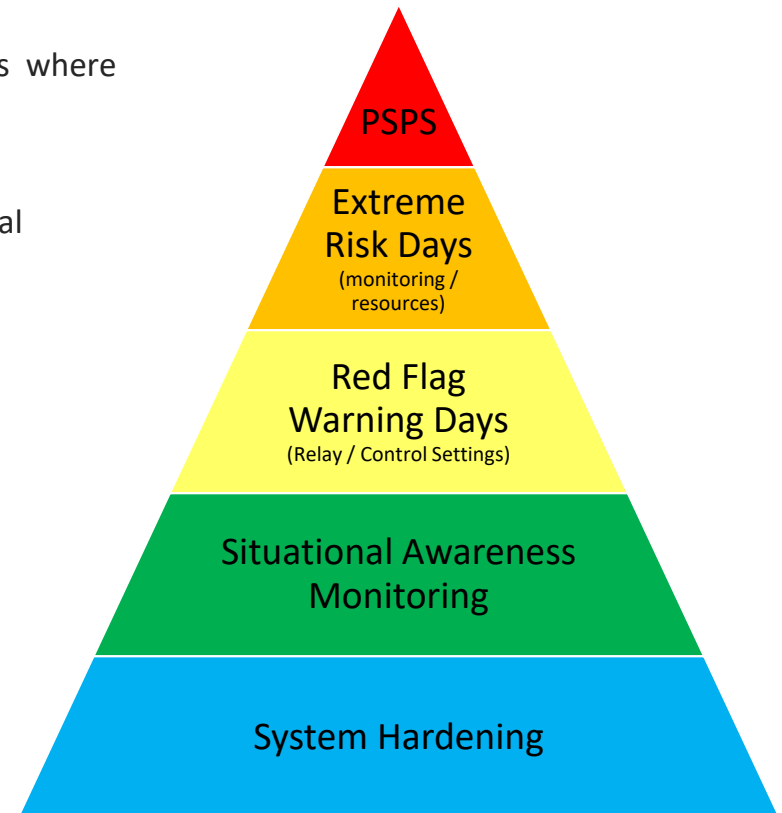 s where
al
PSPS
Extreme
Risk Days
(monitoring /
resources)
Red Flag
Warning Days
(Relay / Control Settings)
Situational Awareness
Monitoring
System Hardening